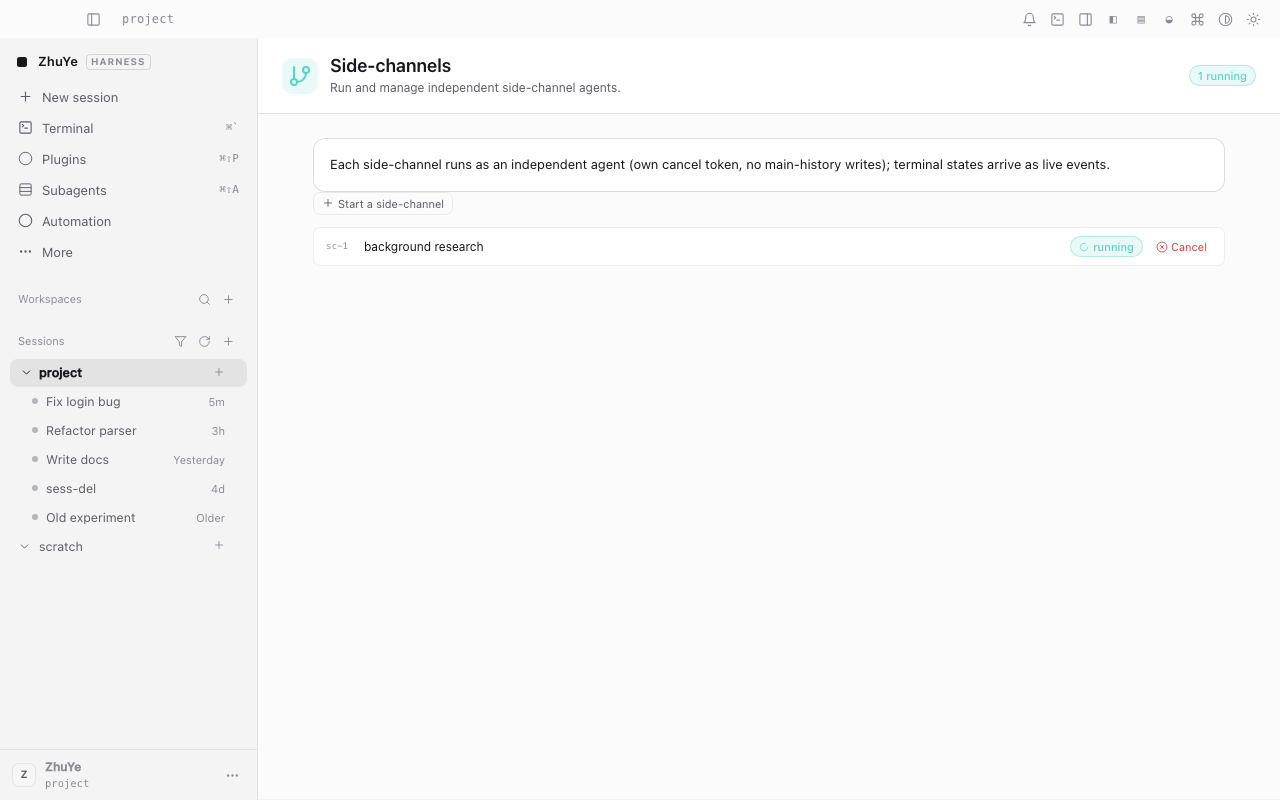 project
ZhuYe HARNESS
New session
Terminal ⌘`
Plugins ⌘⇧P
Subagents ⌘⇧A
Automation
More
Workspaces
Sessions
project
Fix login bug 5m
Refactor parser 3h
Write docs Yesterday
sess-del 4d
Old experiment Older
scratch
Z
ZhuYe
project
Side-channels
Run and manage independent side-channel agents.
1 running
Each side-channel runs as an independent agent (own cancel token, no main-history writes); terminal states arrive as live events.
Start a side-channel
sc-1 background research running Cancel